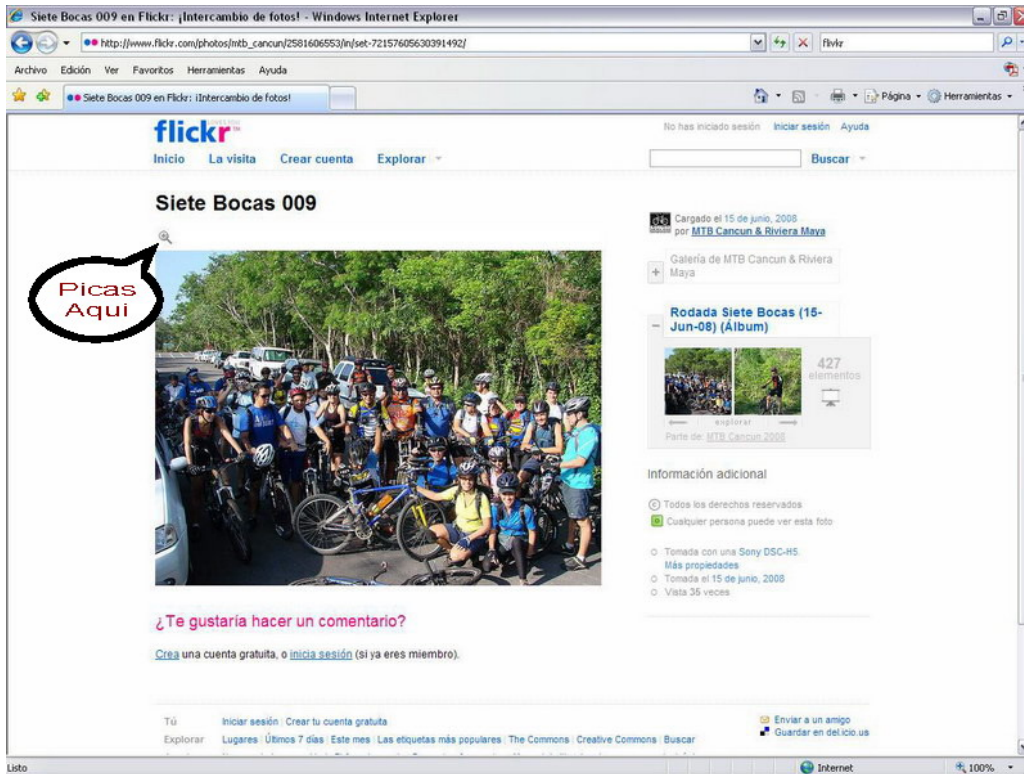 Siete Bocas 009 en Flickr: ¡Intercambio de fotos! - Windows Internet Explorer
http://www.flickr.com/photos/mtb_cancun/2581606553/in/set-72157605630391492/
flivkr
Archivo Edición Ver Favoritos Herramientas Ayuda
Siete Bocas 009 en Flickr: ¡Intercambio de fotos!
Página Herramientas
flickr
No has iniciado sesión Iniciar sesión Ayuda
Inicio La visita Crear cuenta Explorar
Buscar
Siete Bocas 009
Picas
Aqui
Cargado el 15 de junio, 2008
por MTB Cancun & Riviera Maya
Galería de MTB Cancun & Riviera
Maya
Rodada Siete Bocas (15-
Jun-08) (Álbum)
427
elementos
explorar
Parte de: MTB Cancun 2008
Información adicional
Todos los derechos reservados
Cualquier persona puede ver esta foto
Tomada con una Sony DSC-H5.
Más propiedades
Tomada el 15 de junio, 2008
Vista 35 veces
¿Te gustaría hacer un comentario?
Crea una cuenta gratuita, o inicia sesión (si ya eres miembro).
Tú Iniciar sesión Crear tu cuenta gratuita
Explorar Lugares Últimos 7 días Este mes Las etiquetas más populares The Commons Creative Commons Buscar
Enviar a un amigo
Guardar en del.icio.us
Listo
Internet
100%